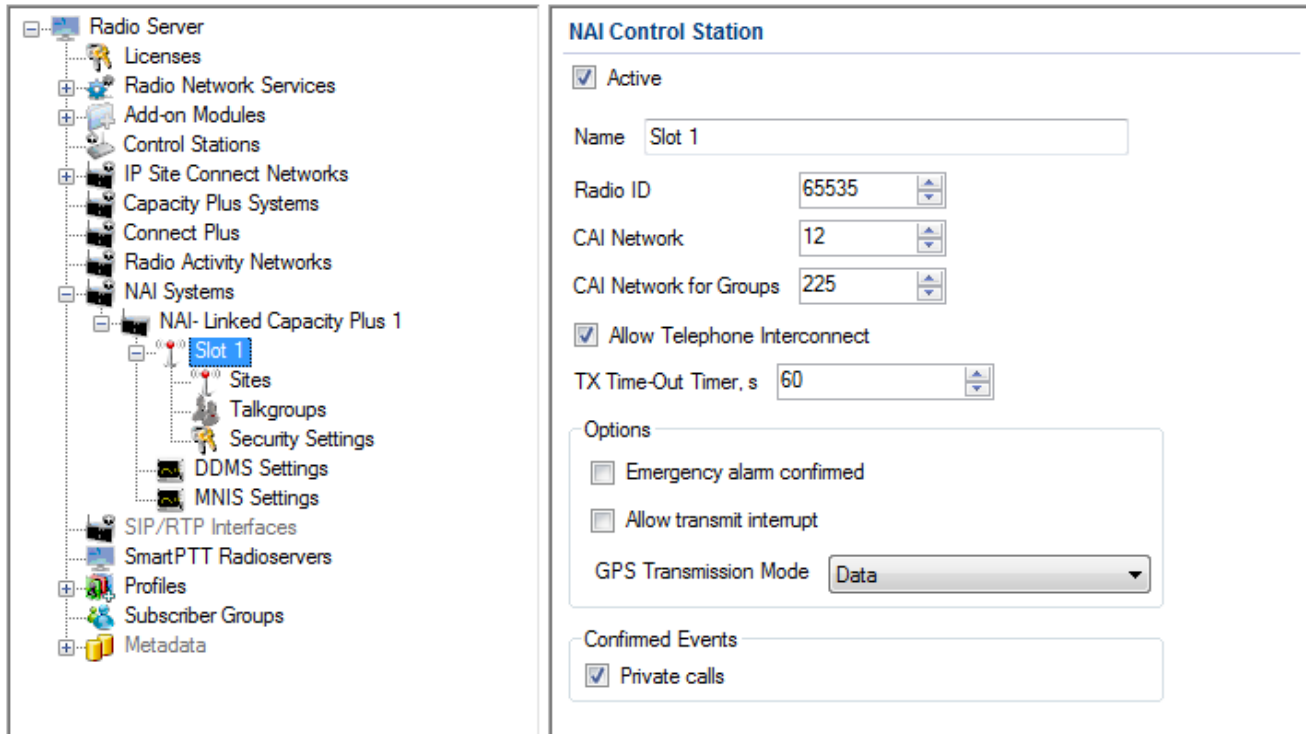 Radio Server
Licenses
Radio Network Services
Add-on Modules
Control Stations
IP Site Connect Networks
Capacity Plus Systems
Connect Plus
Radio Activity Networks
NAI Systems
NAI- Linked Capacity Plus 1
Slot 1
Sites
Talkgroups
Security Settings
DDMS Settings
MNIS Settings
SIP/RTP Interfaces
SmartPTT Radioservers
Profiles
Subscriber Groups
Metadata
NAI Control Station
Active
Name Slot 1
Radio ID 65535
CAI Network 12
CAI Network for Groups 225
Allow Telephone Interconnect
TX Time-Out Timer, s 60
Options
Emergency alarm confirmed
Allow transmit interrupt
GPS Transmission Mode Data
Confirmed Events
Private calls